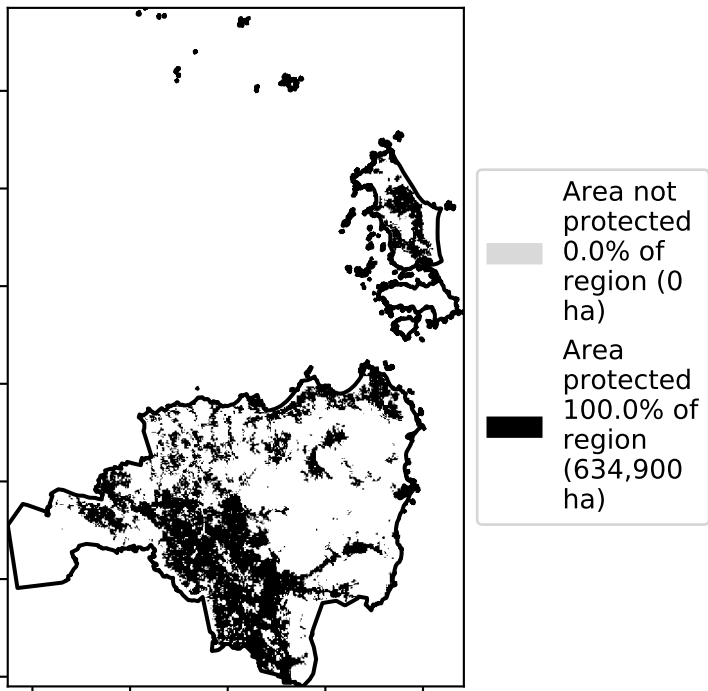 Area not
protected
0.0% of
region (0
ha)
Area
protected
100.0% of
region
(634,900
ha)